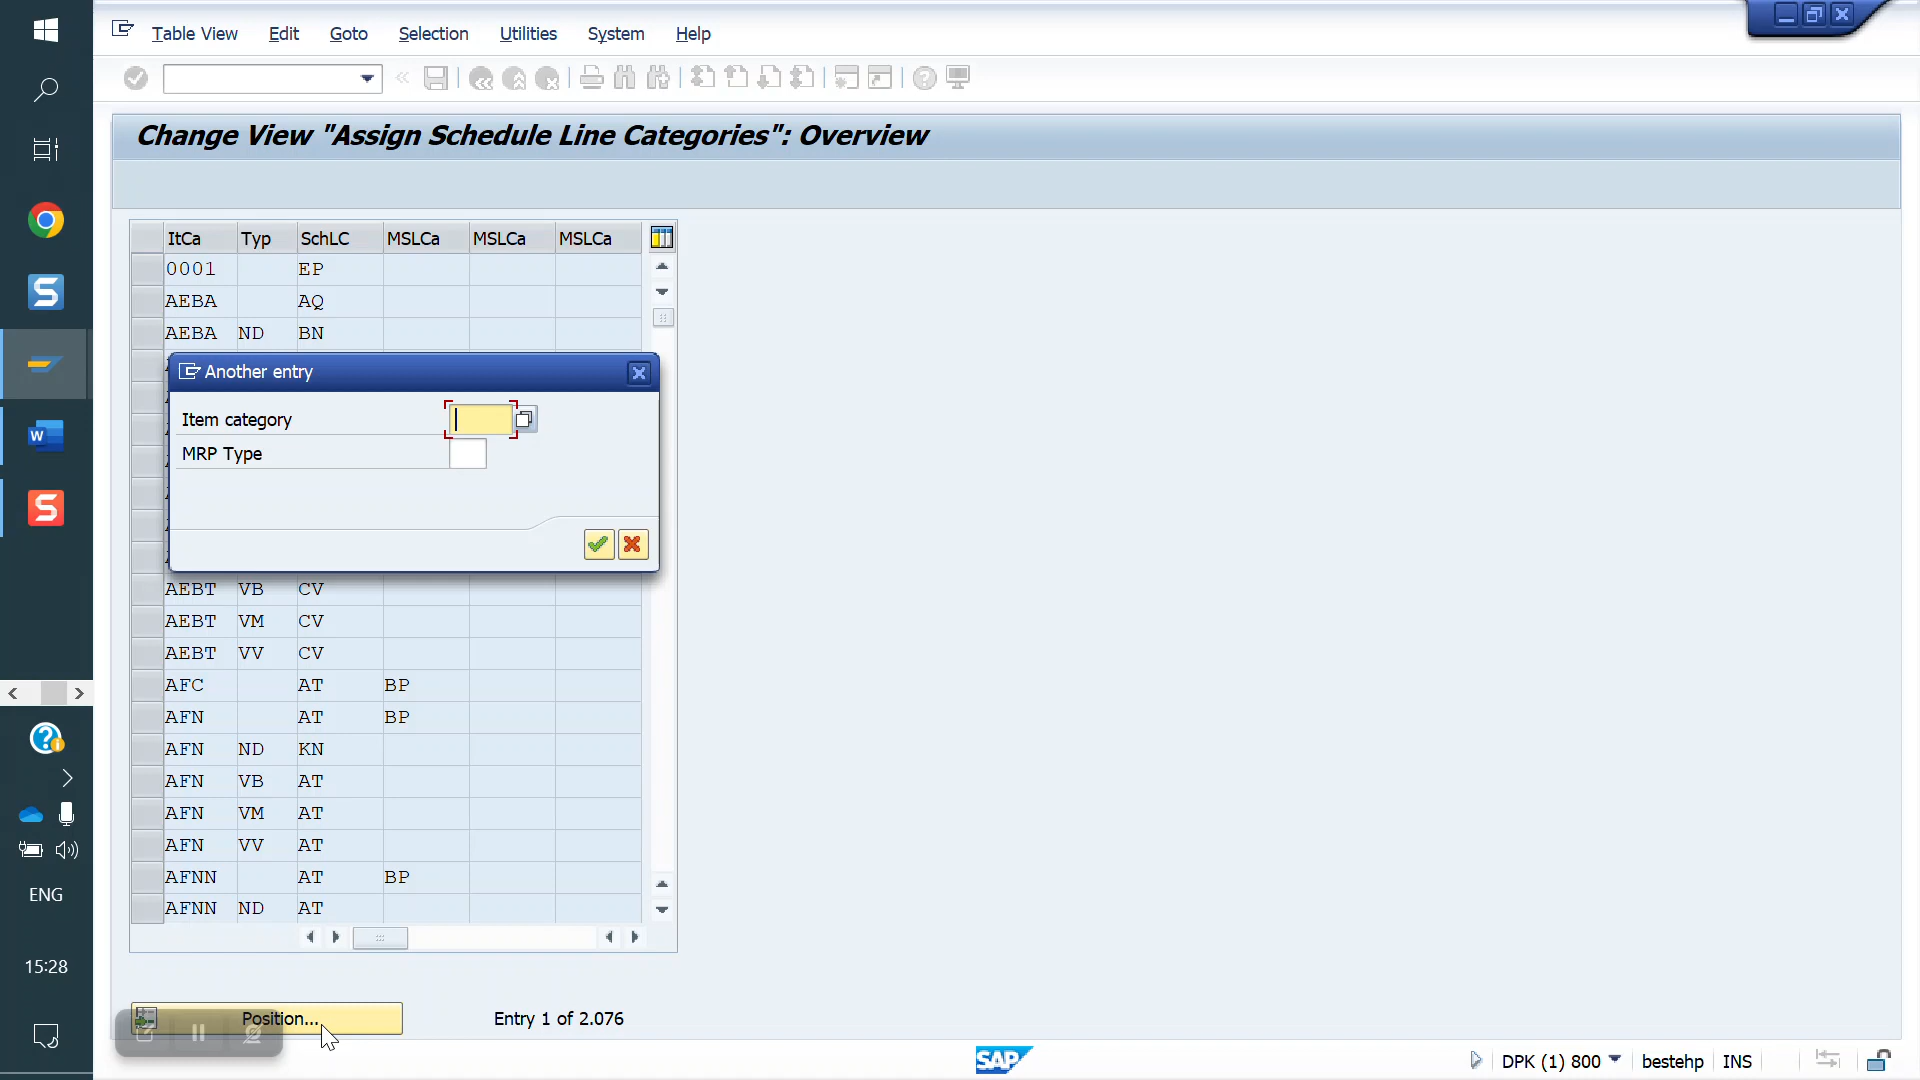 Table View Edit Goto Selection Utilities System Help
Change View "Assign Schedule Line Categories": Overview
ItCa Typ SchLC MSLCa MSLCa MSLCa
0001 EP
AEBA AQ
AEBA ND BN
Another entry
Item category
MRP Type
AEBT VB CV
AEBT VM CV
AEBT VV CV
AFC AT BP
AFN AT BP
AFN ND KN
AFN VB AT
AFN VM AT
AFN VV AT
AFNN AT BP
AFNN ND AT
Position... Entry 1 of 2.076
SAP DPK (1) 800 bestehp INS
ENG
15:28